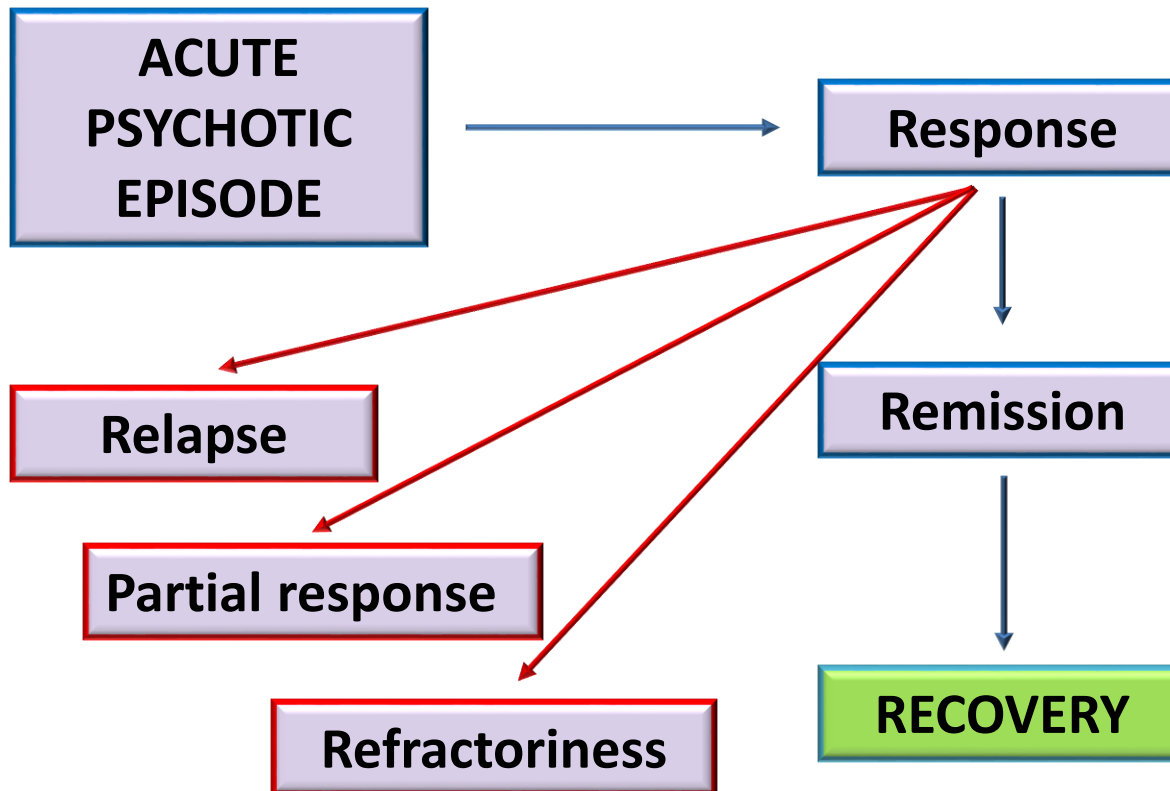 ACUTE
PSYCHOTIC
EPISODE
Response
Relapse
Remission
Partial response
Refractoriness
RECOVERY